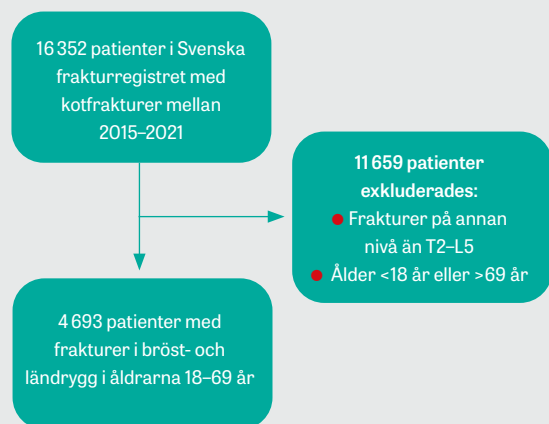 16 352 patienter i Svenska
frakturregistret med
kotfrakturer mellan
2015–2021
11 659 patienter
exkluderades:
● Frakturer på annan
nivå än T2–L5
● Ålder <18 år eller >69 år
4 693 patienter med
frakturer i bröst- och
ländrygg i åldrarna 18–69 år